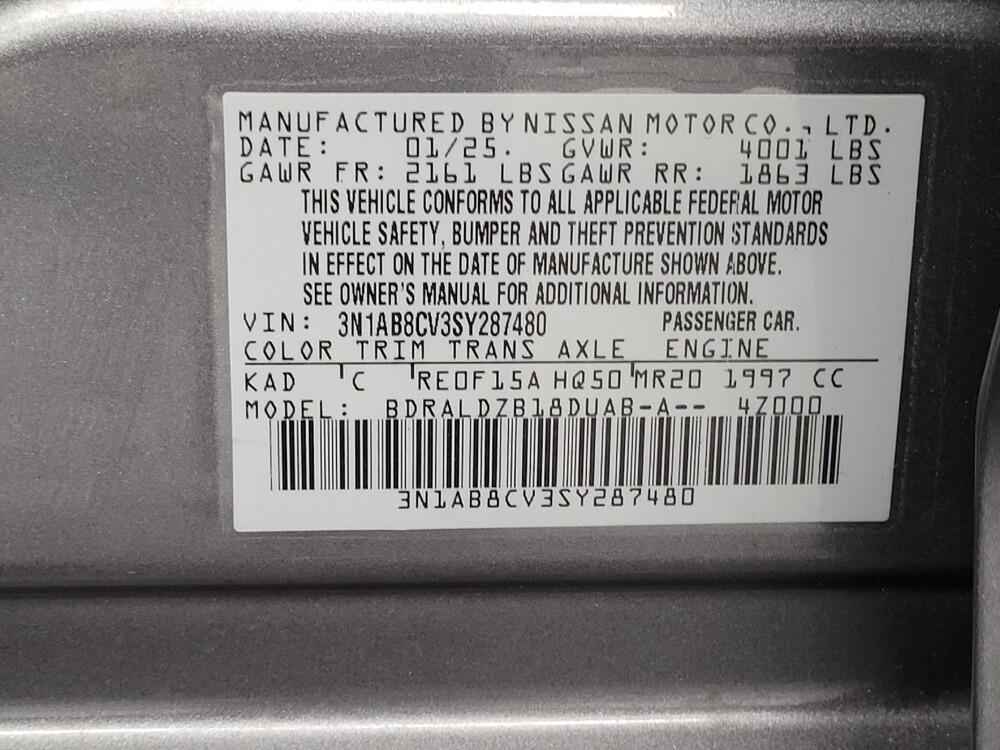 MANUFACTURED BY NISSAN MOTOR CO., LTD.
DATE: 01/25. GVWR: 4001 LBS
GAWR FR: 2161 LBS GAWR RR: 1863 LBS
THIS VEHICLE CONFORMS TO ALL APPLICABLE FEDERAL MOTOR
VEHICLE SAFETY, BUMPER AND THEFT PREVENTION STANDARDS
IN EFFECT ON THE DATE OF MANUFACTURE SHOWN ABOVE.
SEE OWNER'S MANUAL FOR ADDITIONAL INFORMATION.
VIN: 3N1AB8CV3SY287480 PASSENGER CAR.
COLOR TRIM TRANS AXLE ENGINE
KAD C RE0F15A HQ50 MR20 1997 CC
MODEL: BDRALDZB18DUAB-A-- 4Z000
3N1AB8CV3SY287480